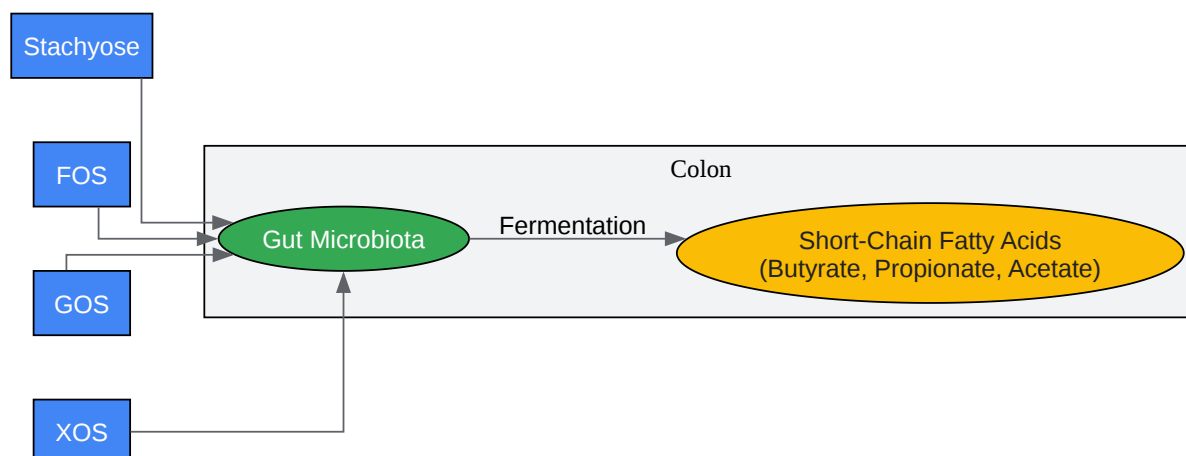 Stachyose
FOS
Colon
Gut Microbiota
Fermentation
Short-Chain Fatty Acids
(Butyrate, Propionate, Acetate)
GOS
XOS